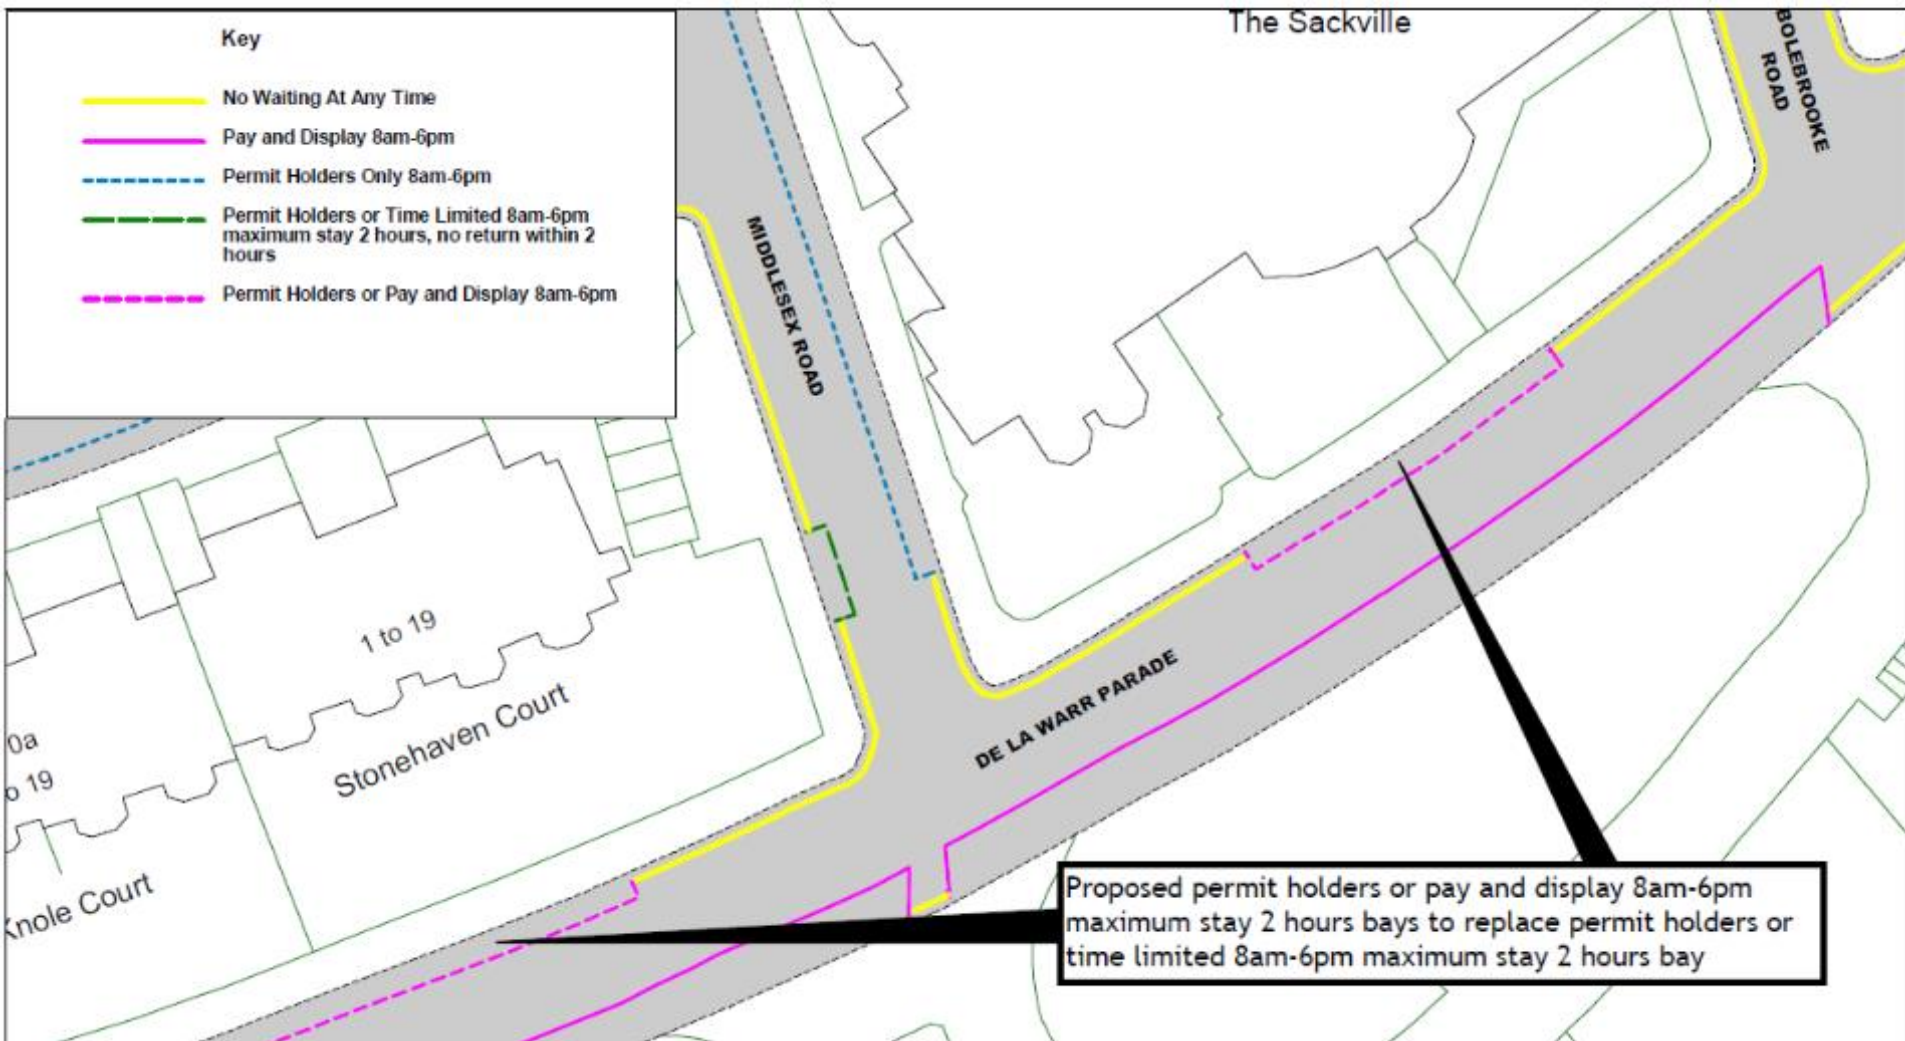 Key
No Waiting At Any Time
Pay and Display 8am-6pm
Permit Holders Only 8am-6pm
Permit Holders or Time Limited 8am-6pm
maximum stay 2 hours, no return within 2
hours
Permit Holders or Pay and Display 8am-6pm
The Sackville
BOLEBROOKE
ROAD
MIDDLESEX ROAD
1 to 19
Stonehaven Court
0a
o 19
Knole Court
DE LA WARR PARADE
Proposed permit holders or pay and display 8am-6pm
maximum stay 2 hours bays to replace permit holders or
time limited 8am-6pm maximum stay 2 hours bay